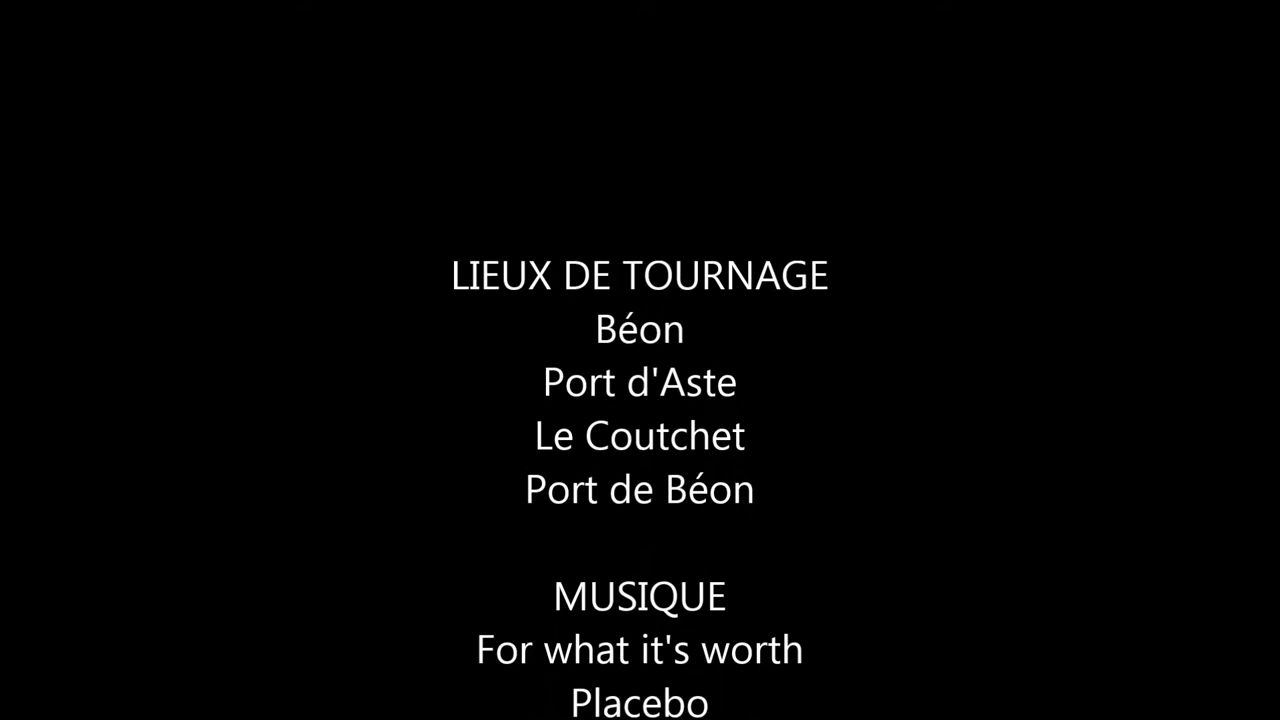 LIEUX DE TOURNAGE
Béon
Port d'Aste
Le Coutchet
Port de Béon
MUSIQUE
For what it's worth
Placebo